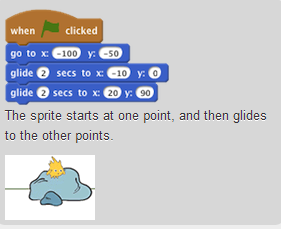 when clicked
go to x: -100 y: -50
glide 2 secs to x: -10 y: 0
glide 2 secs to x: 20 y: 90
The sprite starts at one point, and then glides
to the other points.